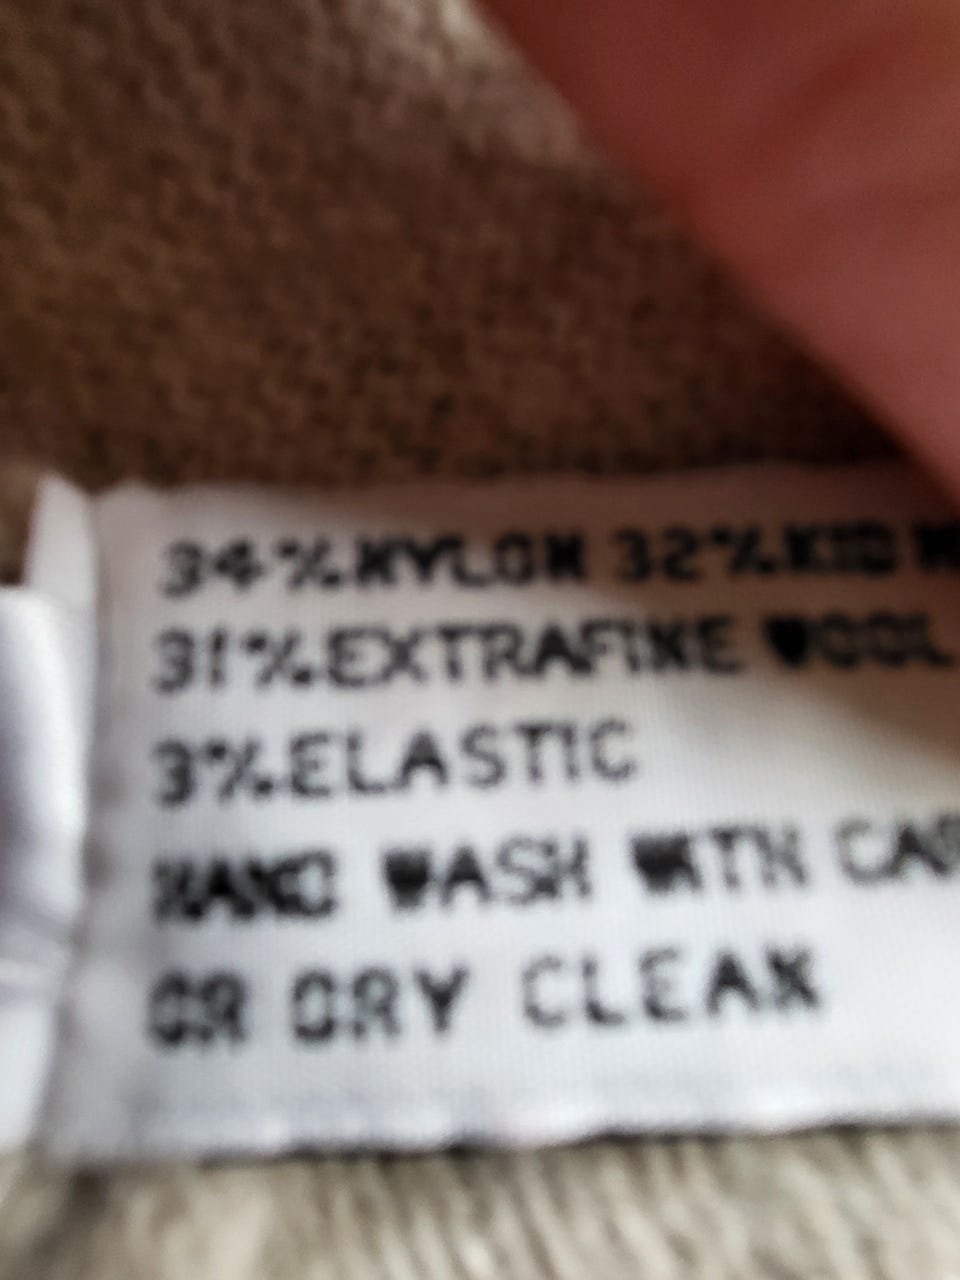 34%NYLON 32%KID
31%EXTRAFINE WOOL
3%ELASTIC
HAND WASH WITH
OR DRY CLEAN